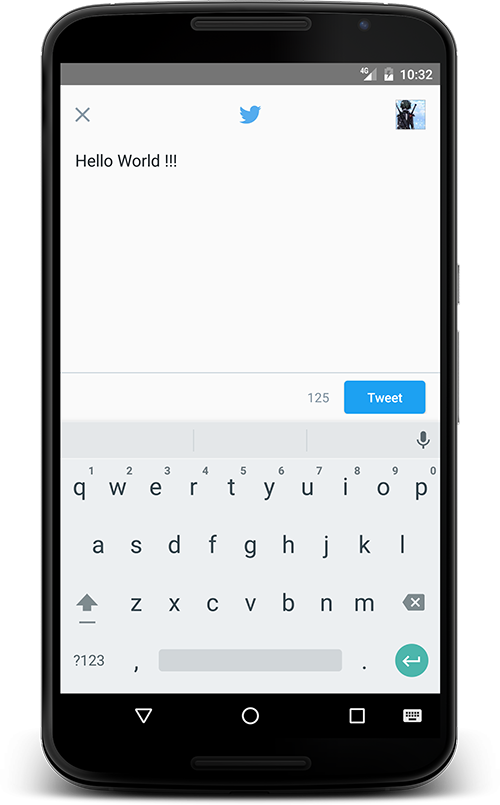 4G 10:32
Hello World !!!
125 Tweet
1 2 3 4 5 6 7 8 9 0
q w e r t y u i o p
a s d f g h j k l
z x c v b n m
?123 , .